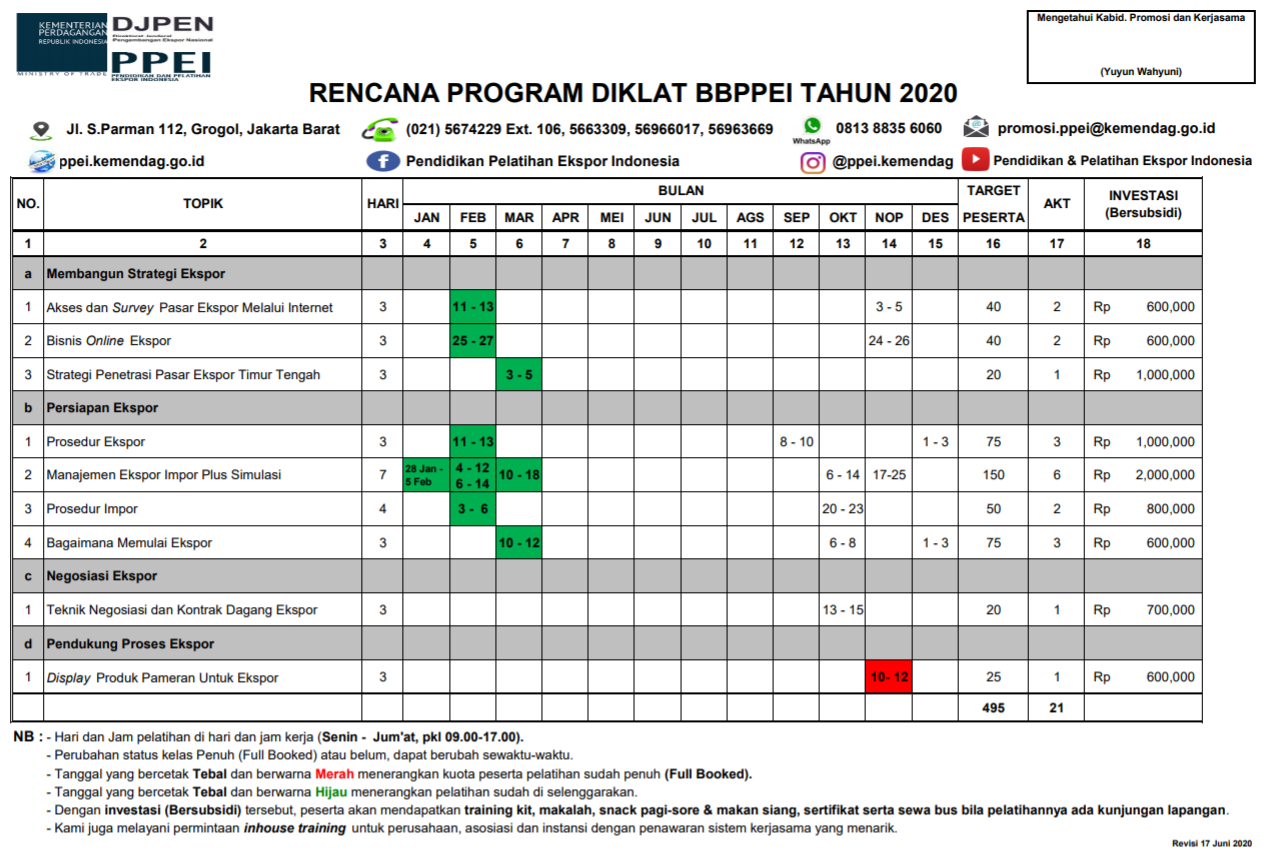 KEMENTERIAN
PERDAGANGAN
REPUBLIK INDONESIA
MINISTRY OF TRADE
DJPEN
Direktorat Jenderal
Pengembangan Ekspor Nasional
PPEI
PENDIDIKAN DAN PELATIHAN
EKSPOR INDONESIA
Mengetahui Kabid. Promosi dan Kerjasama
(Yuyun Wahyuni)
RENCANA PROGRAM DIKLAT BBPPEI TAHUN 2020
Jl. S.Parman 112, Grogol, Jakarta Barat (021) 5674229 Ext. 106, 5663309, 56966017, 56963669 WhatsApp 0813 8835 6060 promosi.ppei@kemendag.go.id
ppei.kemendag.go.id Pendidikan Pelatihan Ekspor Indonesia @ppei.kemendag Pendidikan & Pelatihan Ekspor Indonesia
NO. TOPIK HARI BULAN TARGET PESERTA AKT INVESTASI (Bersubsidi)
JAN FEB MAR APR MEI JUN JUL AGS SEP OKT NOP DES
1 2 3 4 5 6 7 8 9 10 11 12 13 14 15 16 17 18
a Membangun Strategi Ekspor
1 Akses dan Survey Pasar Ekspor Melalui Internet 3 11 - 13 3 - 5 40 2 Rp 600,000
2 Bisnis Online Ekspor 3 25 - 27 24 - 26 40 2 Rp 600,000
3 Strategi Penetrasi Pasar Ekspor Timur Tengah 3 3 - 5 20 1 Rp 1,000,000
b Persiapan Ekspor
1 Prosedur Ekspor 3 11 - 13 8 - 10 1 - 3 75 3 Rp 1,000,000
2 Manajemen Ekspor Impor Plus Simulasi 7 28 Jan - 5 Feb 4 - 12 6 - 14 10 - 18 6 - 14 17-25 150 6 Rp 2,000,000
3 Prosedur Impor 4 3 - 6 20 - 23 50 2 Rp 800,000
4 Bagaimana Memulai Ekspor 3 10 - 12 6 - 8 1 - 3 75 3 Rp 600,000
c Negosiasi Ekspor
1 Teknik Negosiasi dan Kontrak Dagang Ekspor 3 13 - 15 20 1 Rp 700,000
d Pendukung Proses Ekspor
1 Display Produk Pameran Untuk Ekspor 3 10- 12 25 1 Rp 600,000
495 21
NB : - Hari dan Jam pelatihan di hari dan jam kerja (Senin - Jum'at, pkl 09.00-17.00).
- Perubahan status kelas Penuh (Full Booked) atau belum, dapat berubah sewaktu-waktu.
- Tanggal yang bercetak Tebal dan berwarna Merah menerangkan kuota peserta pelatihan sudah penuh (Full Booked).
- Tanggal yang bercetak Tebal dan berwarna Hijau menerangkan pelatihan sudah di selenggarakan.
- Dengan investasi (Bersubsidi) tersebut, peserta akan mendapatkan training kit, makalah, snack pagi-sore & makan siang, sertifikat serta sewa bus bila pelatihannya ada kunjungan lapangan.
- Kami juga melayani permintaan inhouse training untuk perusahaan, asosiasi dan instansi dengan penawaran sistem kerjasama yang menarik.
Revisi 17 Juni 2020